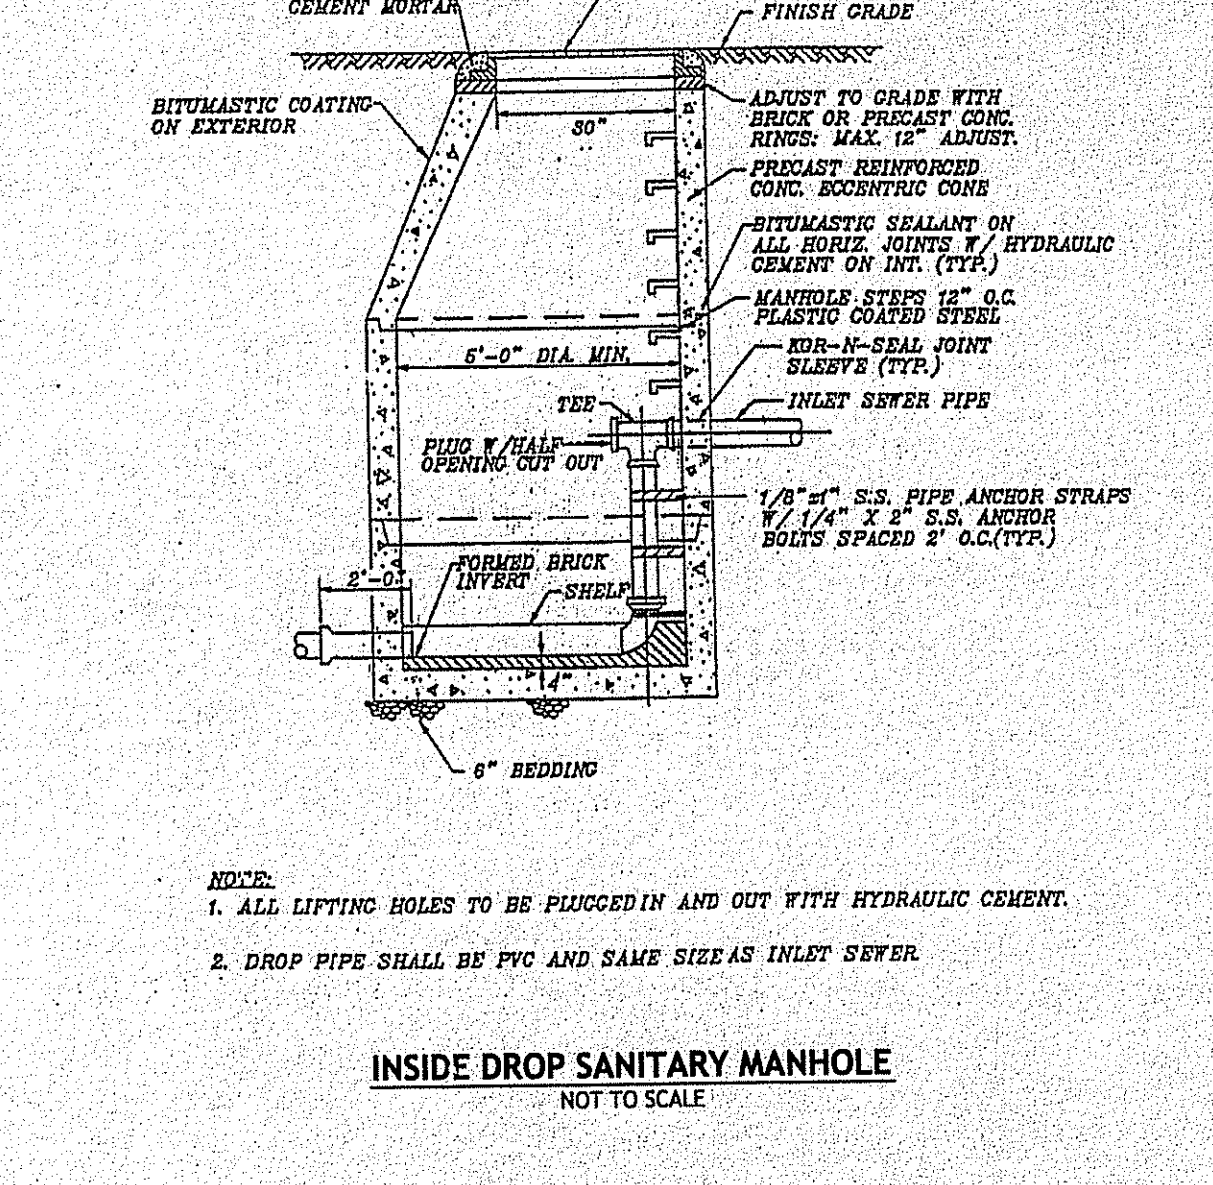 CEMENT MORTAR
FINISH GRADE
BITUMASTIC COATING
ON EXTERIOR
30"
ADJUST TO GRADE WITH
BRICK OR PRECAST CONC.
RINGS: MAX. 12" ADJUST.
PRECAST REINFORCED
CONC. ECCENTRIC CONE
BITUMASTIC SEALANT ON
ALL HORIZ. JOINTS W/ HYDRAULIC
CEMENT ON INT. (TYP.)
MANHOLE STEPS 12" O.C.
PLASTIC COATED STEEL
5'-0" DIA. MIN.
KOR-N-SEAL JOINT
SLEEVE (TYP.)
TEE
INLET SEWER PIPE
PLUG W/HALF
OPENING CUT OUT
1/8"x1" S.S. PIPE ANCHOR STRAPS
W/ 1/4" X 2" S.S. ANCHOR
BOLTS SPACED 2' O.C.(TYP.)
FORMED BRICK
INVERT
2'-0"
SHELF
4"
6" BEDDING
NOTE:
1. ALL LIFTING HOLES TO BE PLUGGED IN AND OUT WITH HYDRAULIC CEMENT.
2. DROP PIPE SHALL BE PVC AND SAME SIZE AS INLET SEWER.
INSIDE DROP SANITARY MANHOLE
NOT TO SCALE